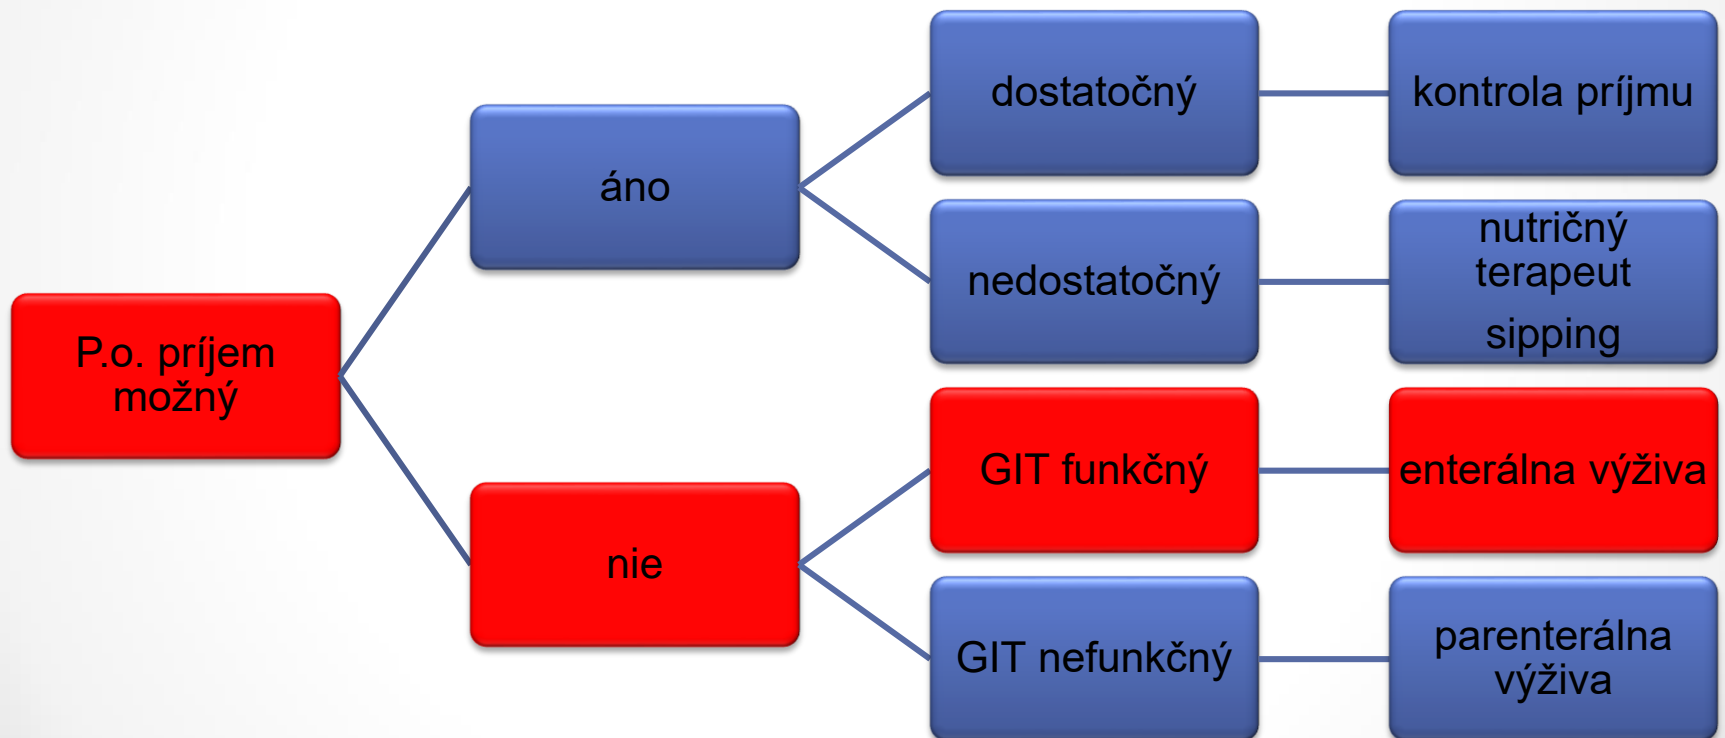 P.o. príjem
možný
áno
nie
dostatočný
nedostatočný
GIT funkčný
GIT nefunkčný
kontrola príjmu
nutričný
terapeut
sipping
enterálna výživa
parenterálna
výživa